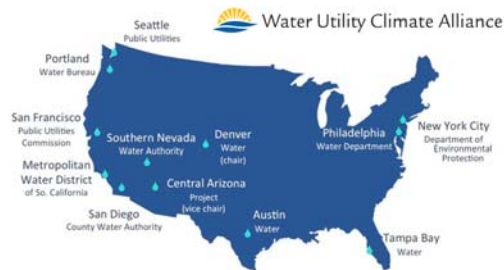 Water Utility Climate Alliance
Seattle
Public Utilities
Portland
Water Bureau
San Francisco
Public Utilities
Commission
Metropolitan
Water District
of So. California
San Diego
County Water Authority
Southern Nevada
Water Authority
Denver
Water
(chair)
Central Arizona
Project
(vice chair)
Austin
Water
Philadelphia
Water Department
New York City
Department of
Environmental
Protection
Tampa Bay
Water